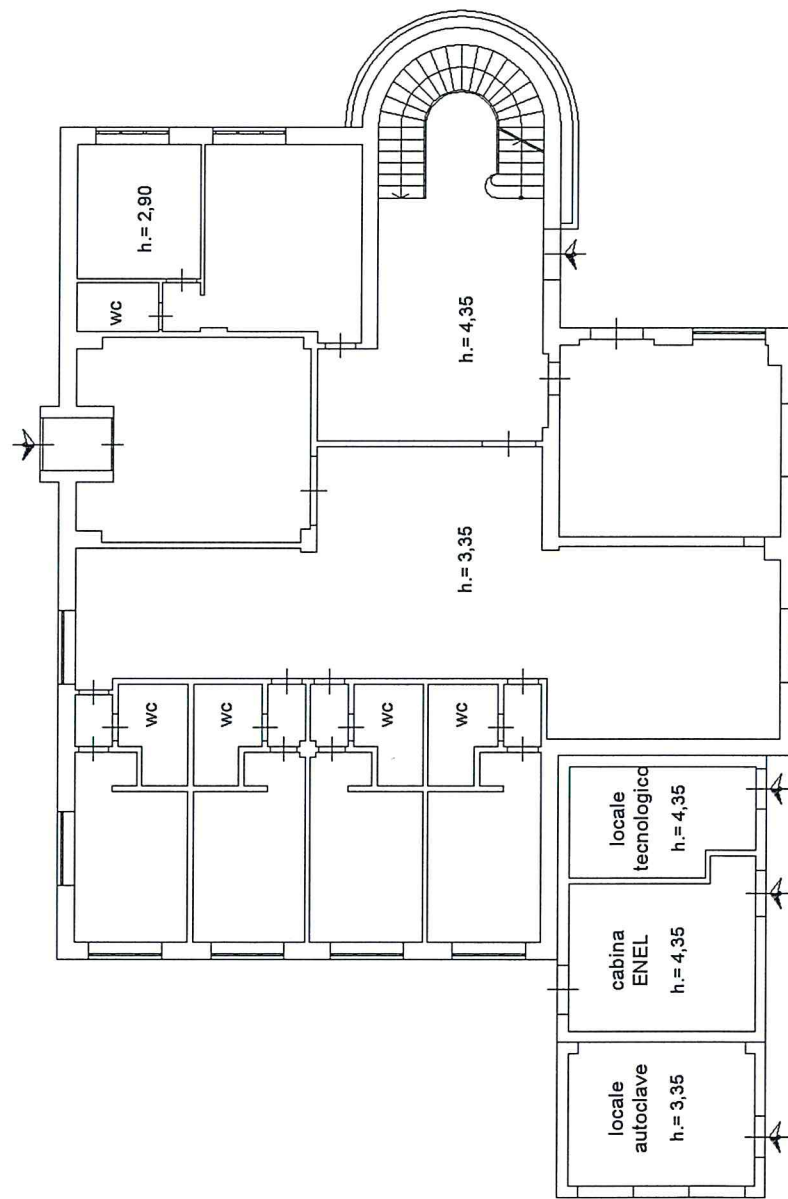 h.= 2,90
wc
h.= 4,35
h.= 3,35
wc
wc
wc
wc
locale
tecnologico
h.= 4,35
cabina
ENEL
h.= 4,35
locale
autoclave
h.= 3,35